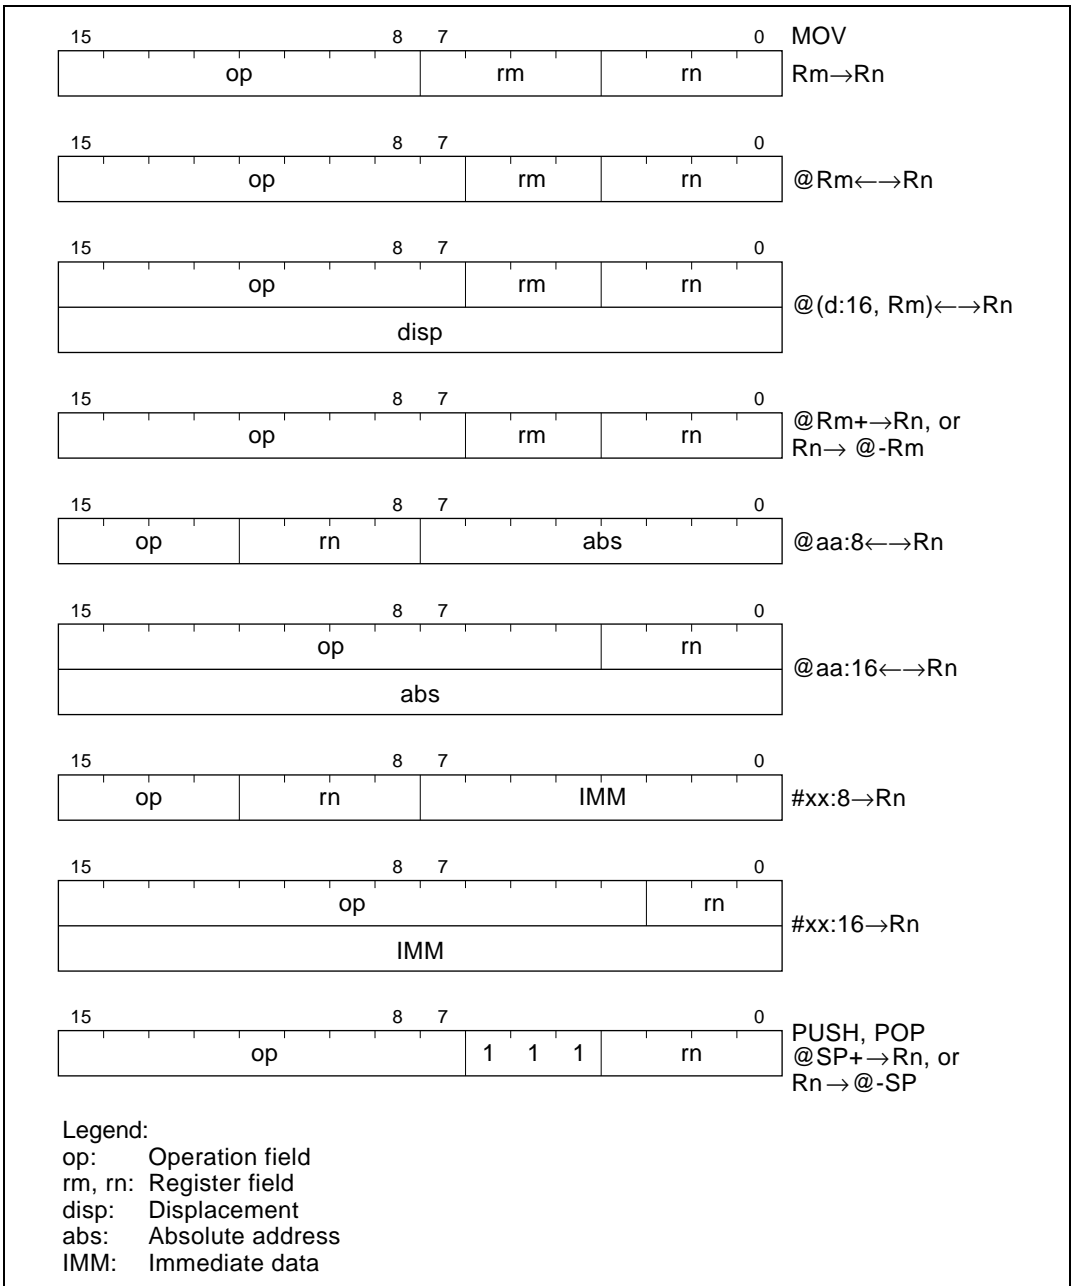 15 8 7 0 MOV
op rm rn Rm→Rn
15 8 7 0
op rm rn @Rm←→Rn
15 8 7 0
op rm rn
@(d:16, Rm)←→Rn
disp
15 8 7 0
@Rm+→Rn, or
op rm rn
Rn→ @-Rm
15 8 7 0
op rn abs @aa:8←→Rn
15 8 7 0
op rn
@aa:16←→Rn
abs
15 8 7 0
op rn IMM #xx:8→Rn
15 8 7 0
op rn
#xx:16→Rn
IMM
15 8 7 0
PUSH, POP
op 1 1 1 rn @SP+→Rn, or
Rn→@-SP
Legend:
op: Operation field
rm, rn: Register field
disp: Displacement
abs: Absolute address
IMM: Immediate data